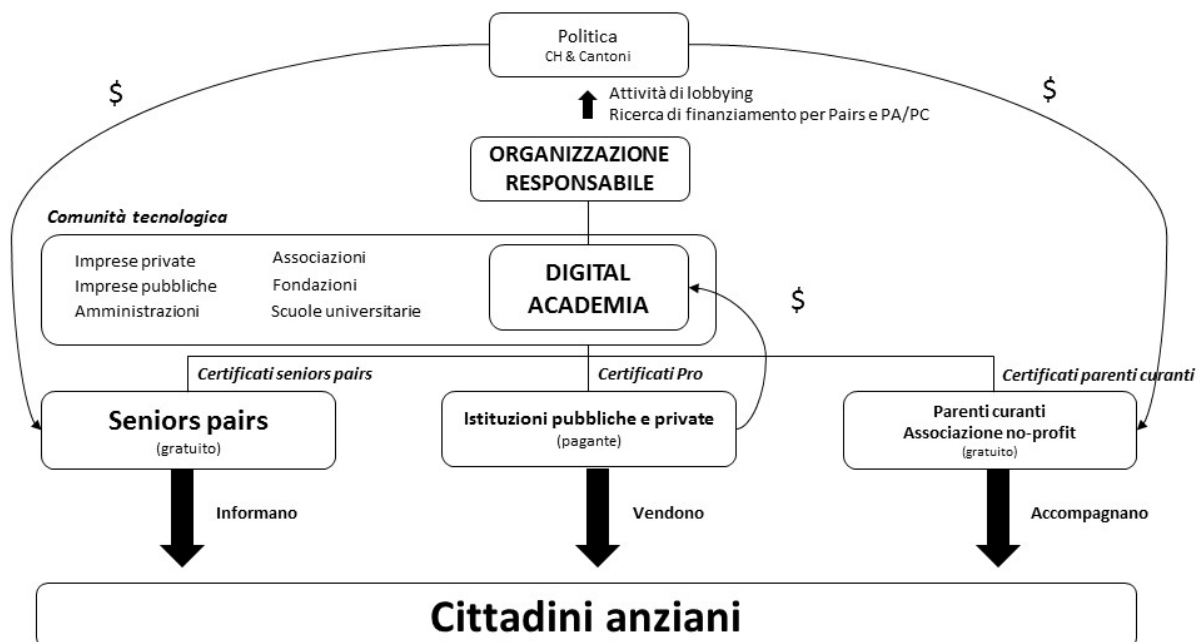 Politica
CH & Cantoni
$
$
Attività di lobbying
Ricerca di finanziamento per Pairs e PA/PC
ORGANIZZAZIONE
RESPONSABILE
Comunità tecnologica
Imprese private
Imprese pubbliche
Amministrazioni
Associazioni
Fondazioni
Scuole universitarie
DIGITAL
ACADEMIA
$
Certificati seniors pairs
Certificati Pro
Certificati parenti curanti
Seniors pairs
(gratuito)
Istituzioni pubbliche e private
(pagante)
Parenti curanti
Associazione no-profit
(gratuito)
Informano
Vendono
Accompagnano
Cittadini anziani